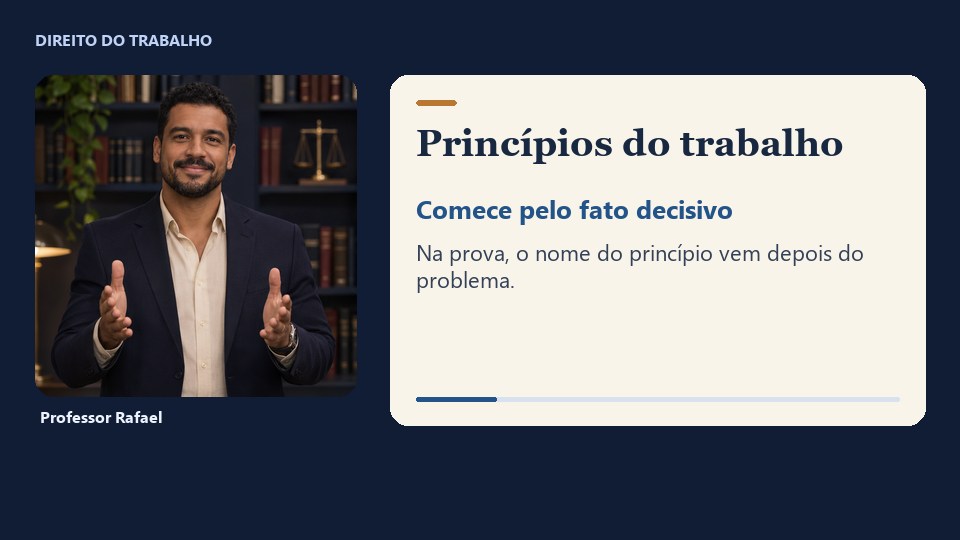 DIREITO DO TRABALHO
Princípios do trabalho
Comece pelo fato decisivo
Na prova, o nome do princípio vem depois do
problema.
Professor Rafael